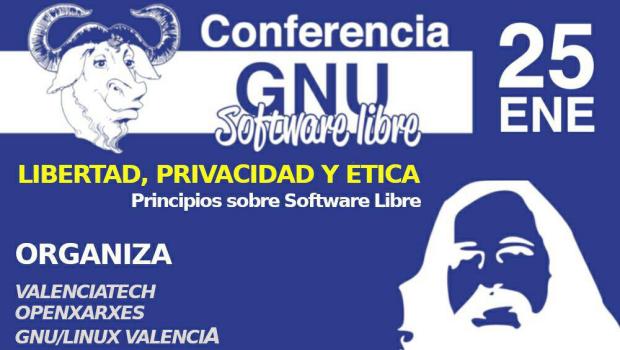 Conferencia
GNU
Software libre
25
ENE
LIBERTAD, PRIVACIDAD Y ETICA
Principios sobre Software Libre
ORGANIZA
VALENCIATECH
OPENXARXES
GNU/LINUX VALENCIA